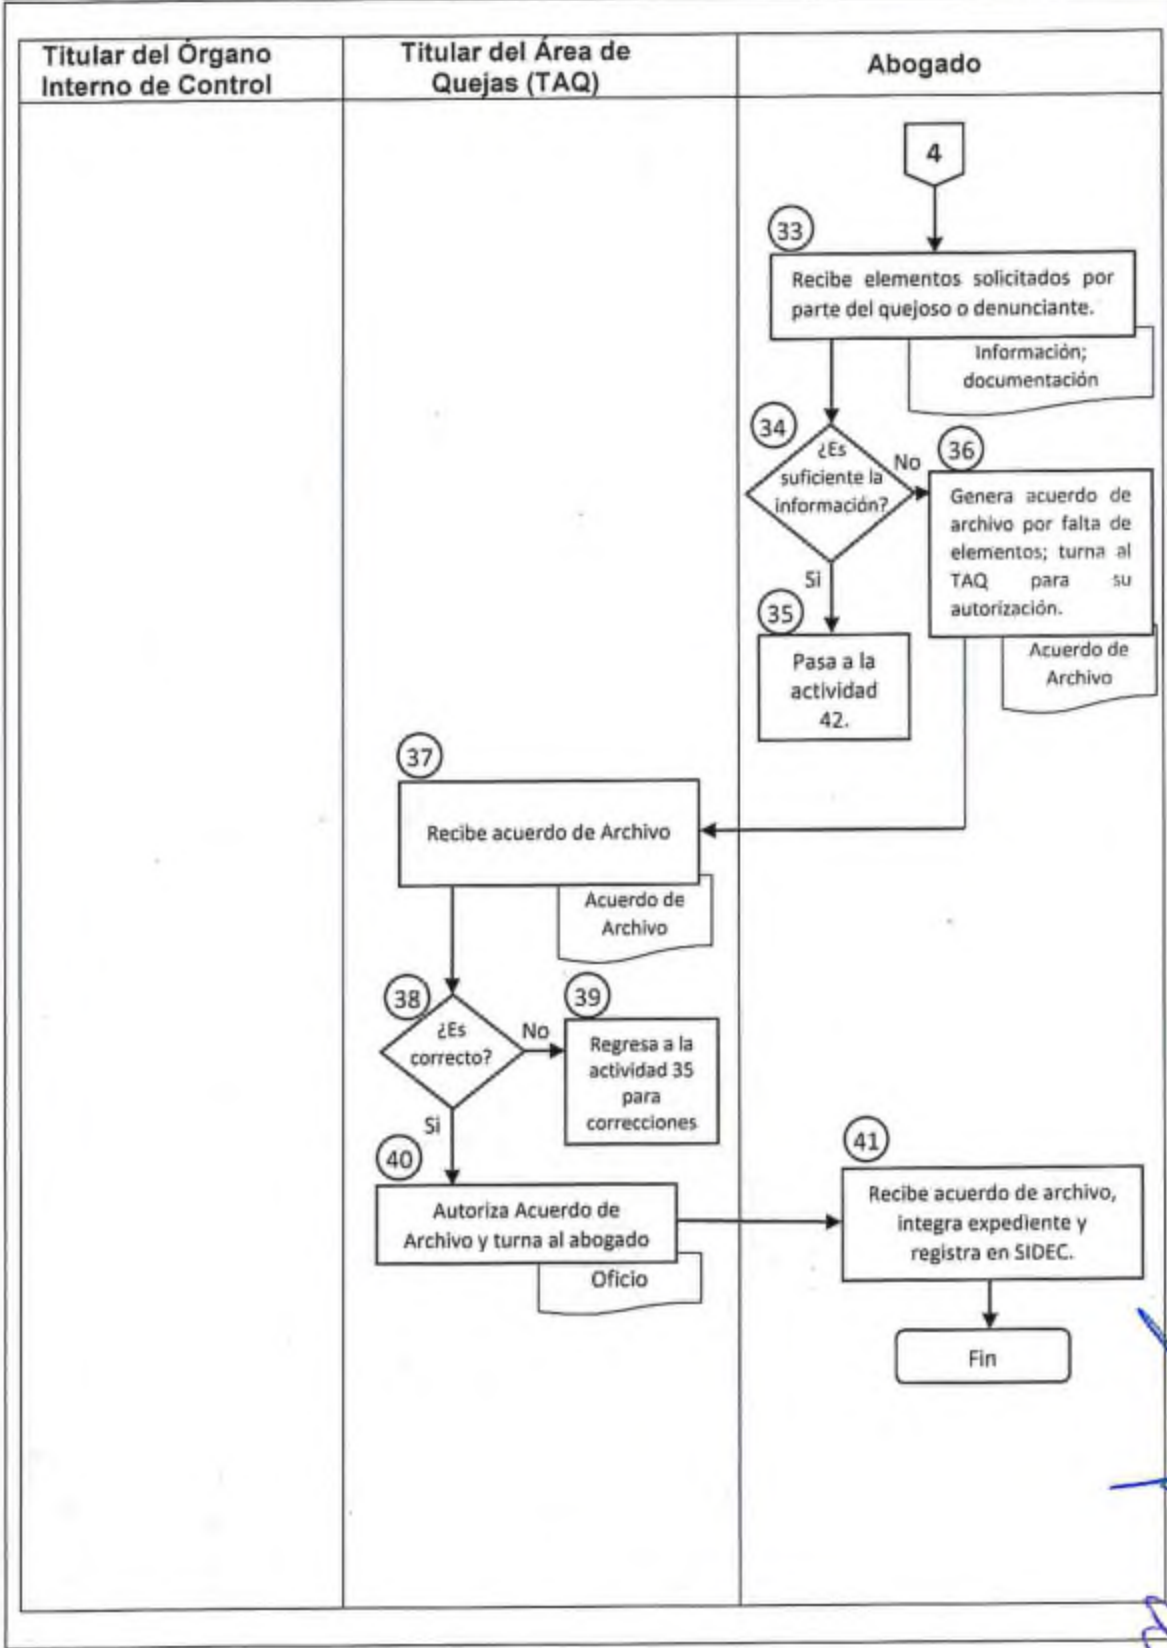 Titular del Órgano
Interno de Control
Titular del Área de
Quejas (TAQ)
Abogado
4
33
Recibe elementos solicitados por
parte del quejoso o denunciante.
Información;
documentación
34
¿Es
suficiente la
información?
No
Si
36
Genera acuerdo de
archivo por falta de
elementos; turna al
TAQ para su
autorización.
Acuerdo de
Archivo
35
Pasa a la
actividad
42.
37
Recibe acuerdo de Archivo
Acuerdo de
Archivo
38
¿Es
correcto?
No
Si
39
Regresa a la
actividad 35
para
correcciones
40
Autoriza Acuerdo de
Archivo y turna al abogado
Oficio
41
Recibe acuerdo de archivo,
integra expediente y
registra en SIDEC.
Fin